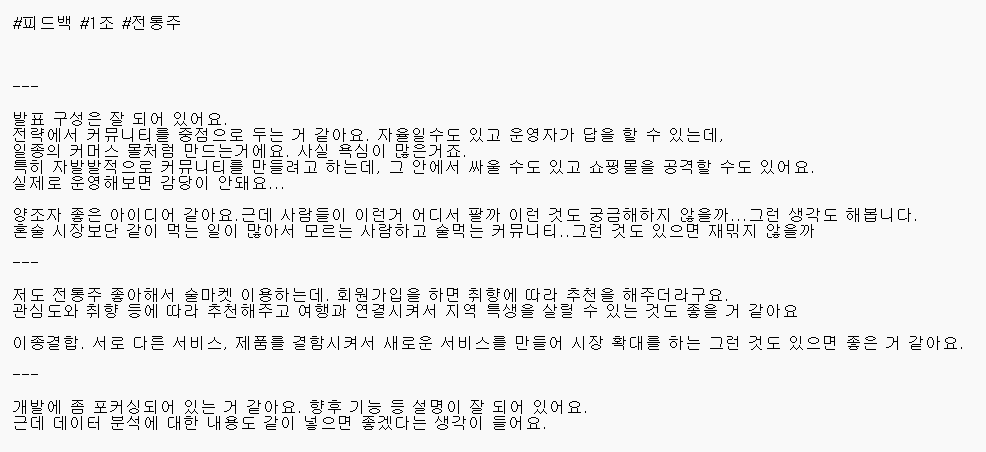 #피드백 #1조 #전통주
---
발표 구성은 잘 되어 있어요.
전략에서 커뮤니티를 중점으로 두는 거 같아요. 자율일수도 있고 운영자가 답을 할 수 있는데,
일종의 커머스 몰처럼 만드는거에요. 사실 욕심이 많은거죠.
특히 자발발적으로 커뮤니티를 만들려고 하는데, 그 안에서 싸울 수도 있고 쇼핑몰을 공격할 수도 있어요.
실제로 운영해보면 감당이 안돼요...
양조자 좋은 아이디어 같아요.근데 사람들이 이런거 어디서 팔까 이런 것도 궁금해하지 않을까...그런 생각도 해봅니다.
혼술 시장보단 같이 먹는 일이 많아서 모르는 사람하고 술먹는 커뮤니티..그런 것도 있으면 재밌지 않을까
---
저도 전통주 좋아해서 술마켓 이용하는데. 회원가입을 하면 취향에 따라 추천을 해주더라구요.
관심도와 취향 등에 따라 추천해주고 여행과 연결시켜서 지역 특생을 살릴 수 있는 것도 좋을 거 같아요
이종결합. 서로 다른 서비스, 제품를 결합시켜서 새로운 서비스를 만들어 시장 확대를 하는 그런 것도 있으면 좋은 거 같아요.
---
개발에 좀 포커싱되어 있는 거 같아요. 향후 기능 등 설명이 잘 되어 있어요.
근데 데이터 분석에 대한 내용도 같이 넣으면 좋겠다는 생각이 들어요.